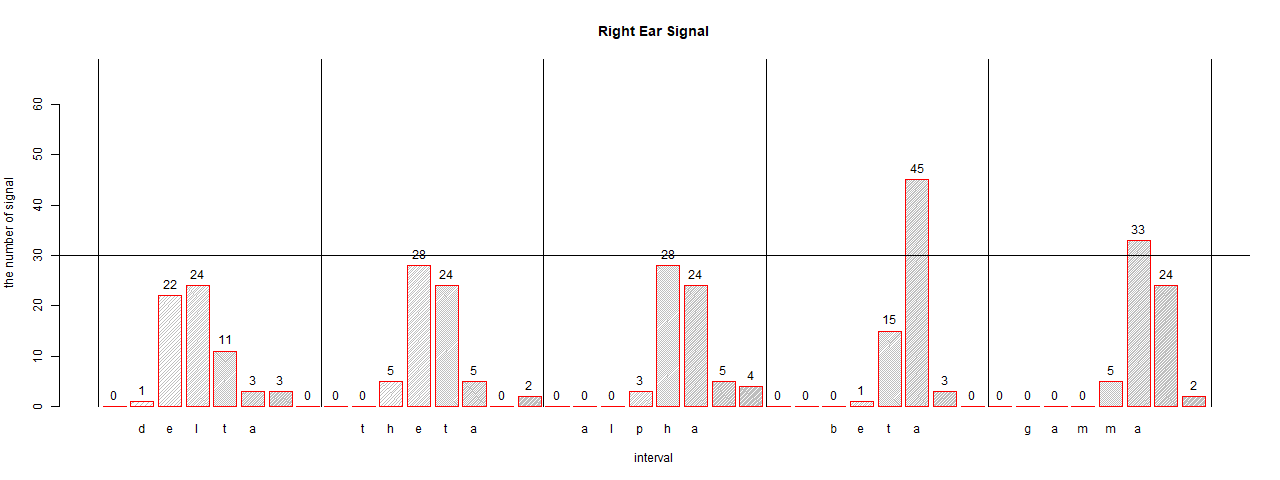 Right Ear Signal
the number of signal
60
50
40
30
20
10
0
0 1 22 24 11 3 3 0
0 0 5 28 24 5 0 2
0 0 0 3 28 24 5 4
0 0 0 1 15 45 3 0
0 0 0 0 5 33 24 2
d e l t a t h e t a a l p h a b e t a g a m m a
interval